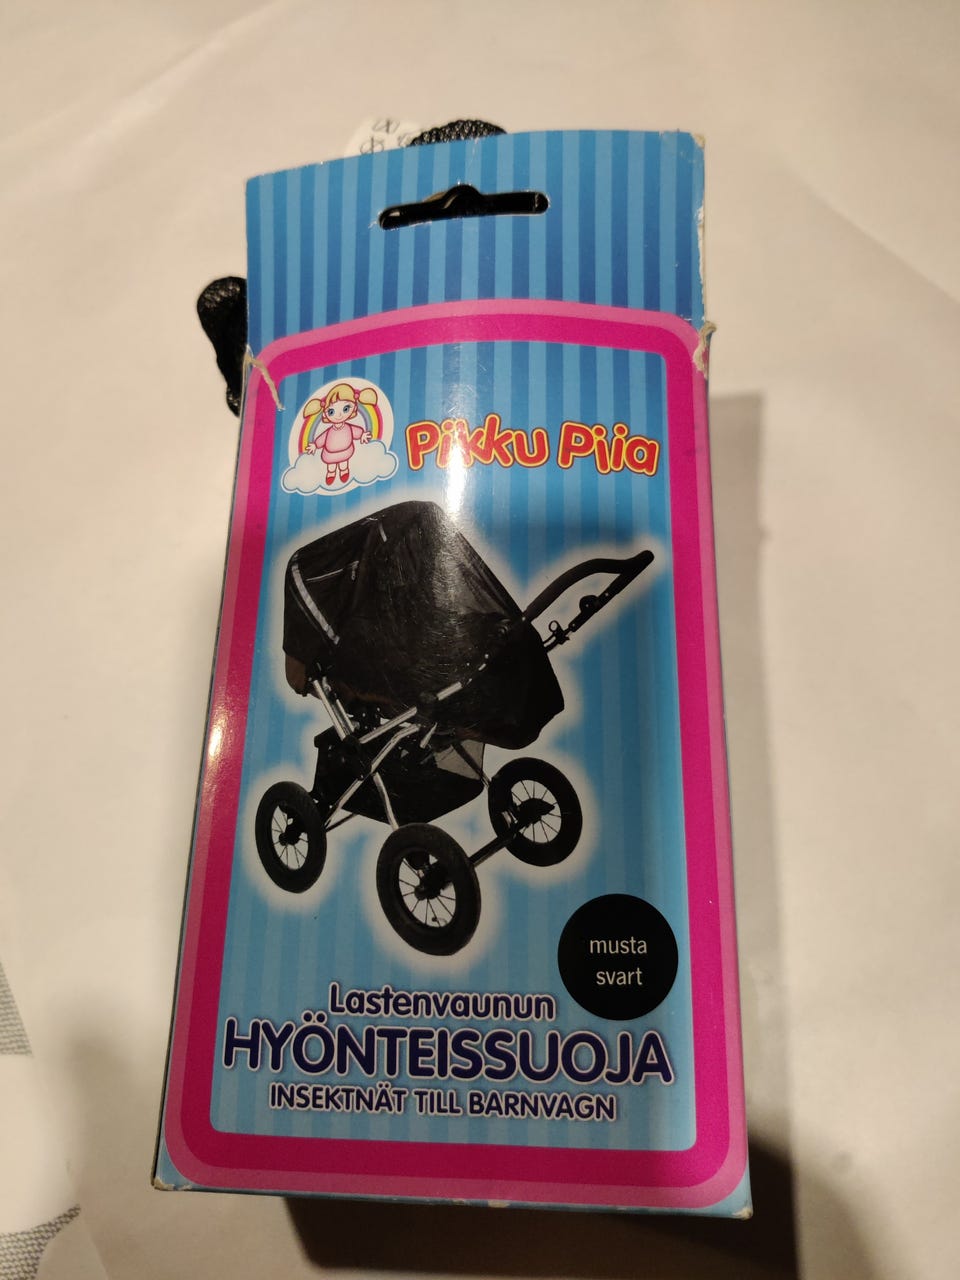 Pikku Piia
musta
svart
Lastenvaunun
HYÖNTEISSUOJA
INSEKTNÄT TILL BARNVAGN